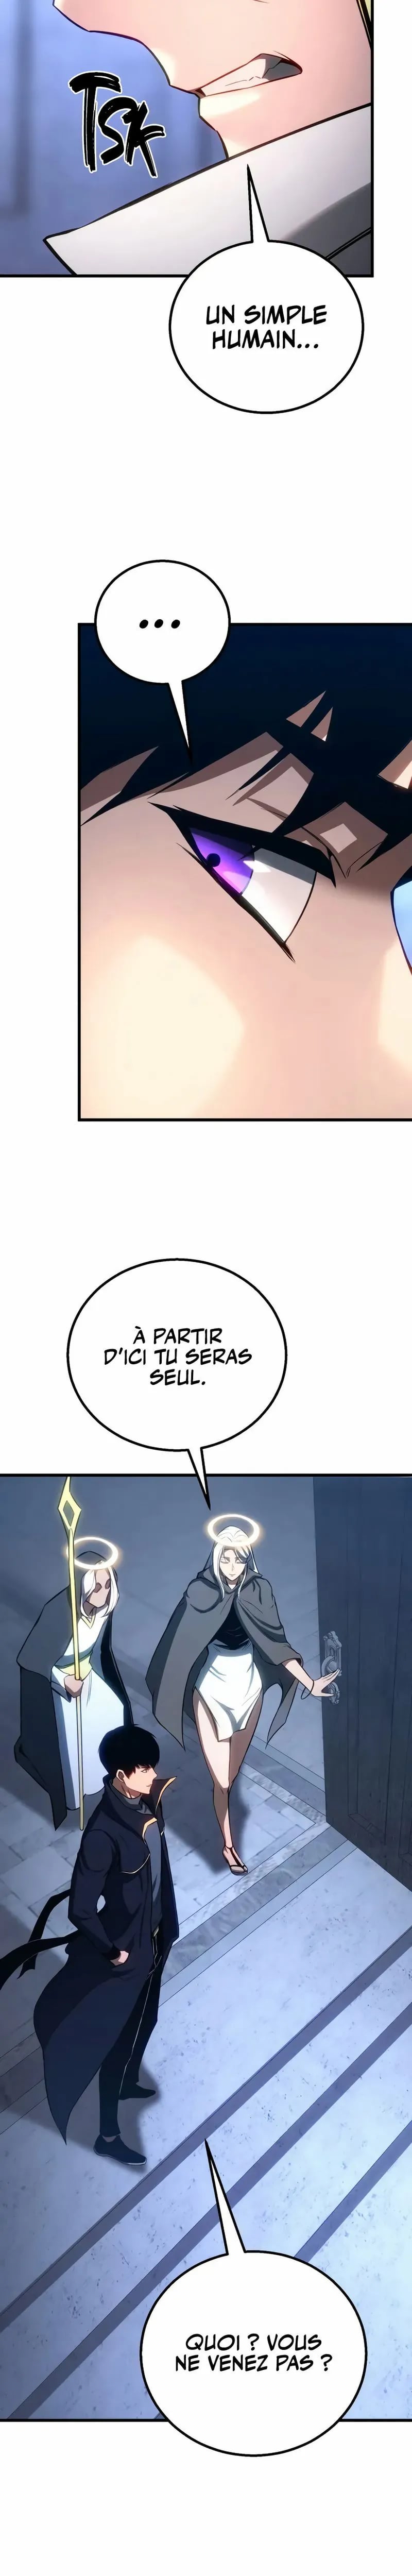 TSK
UN SIMPLE
HUMAIN...
...
À PARTIR
D'ICI TU SERAS
SEUL.
QUOI ? VOUS
NE VENEZ PAS ?